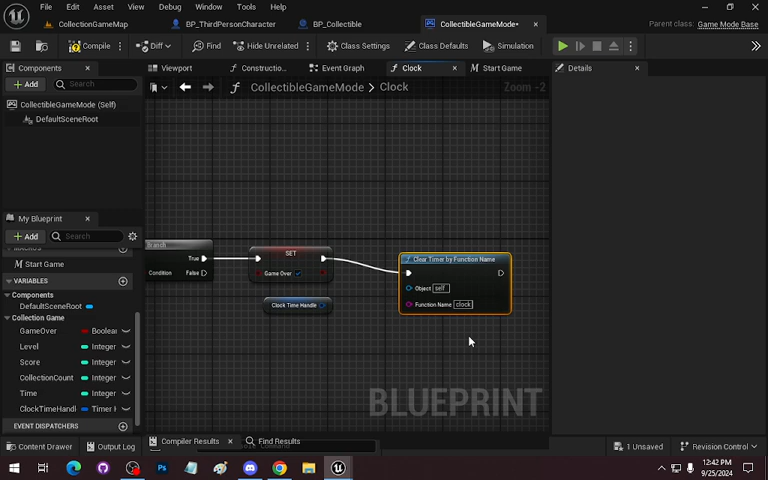 File Edit Asset View Debug Window Tools Help
CollectionGameMap BP_ThirdPersonCharacter BP_Collectible CollectibleGameMode* Parent class: Game Mode Base
Compile Diff Find Hide Unrelated Class Settings Class Defaults Simulation
Components Viewport Constructio... Event Graph Clock Start Game Details
+ Add Search CollectibleGameMode > Clock Zoom -2
CollectibleGameMode (Self)
DefaultSceneRoot
My Blueprint
+ Add Search
Start Game
VARIABLES
Components
DefaultSceneRoot
Collection Game
GameOver Boolea
Level Integer
Score Integer
CollectionCount Integer
Time Integer
ClockTimeHandl Timer H
EVENT DISPATCHERS
Branch
True
Condition False
SET
Game Over
Clock Time Handle
Clear Timer by Function Name
Object self
Function Name clock
BLUEPRINT
Compiler Results Find Results
Content Drawer Output Log 1 Unsaved Revision Control
12:42 PM
9/25/2024